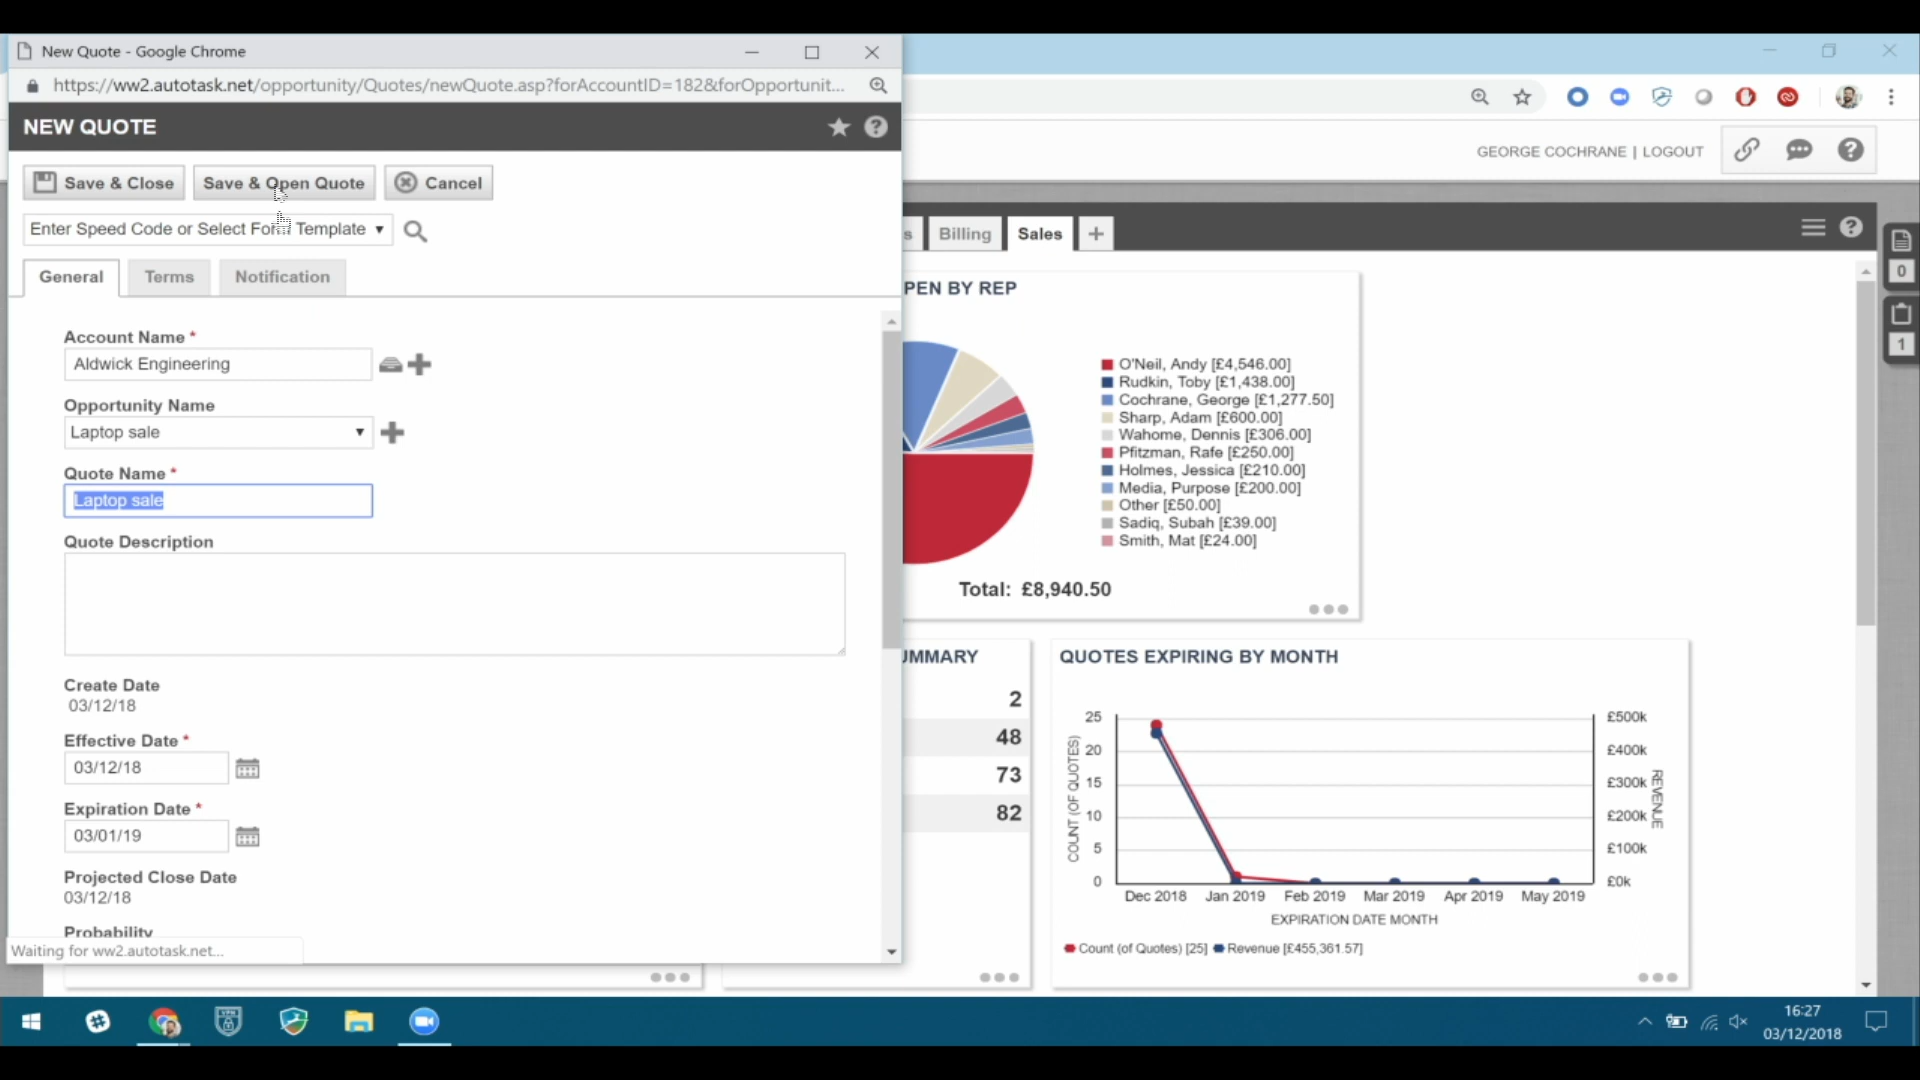 New Quote - Google Chrome
https://ww2.autotask.net/opportunity/Quotes/newQuote.asp?forAccountID=182&forOpportunit...
NEW QUOTE
Save & Close
Save & Open Quote
Cancel
Enter Speed Code or Select Form Template
General
Terms
Notification
Account Name *
Aldwick Engineering
Opportunity Name
Laptop sale
Quote Name *
Laptop sale
Quote Description
Create Date
03/12/18
Effective Date *
03/12/18
Expiration Date *
03/01/19
Projected Close Date
03/12/18
Probability
Waiting for ww2.autotask.net...
GEORGE COCHRANE | LOGOUT
s
Billing
Sales
+
0
1
PEN BY REP
O'Neil, Andy [£4,546.00]
Rudkin, Toby [£1,438.00]
Cochrane, George [£1,277.50]
Sharp, Adam [£600.00]
Wahome, Dennis [£306.00]
Pfitzman, Rafe [£250.00]
Holmes, Jessica [£210.00]
Media, Purpose [£200.00]
Other [£50.00]
Sadiq, Subah [£39.00]
Smith, Mat [£24.00]
Total: £8,940.50
UMMARY
2
48
73
82
QUOTES EXPIRING BY MONTH
25
20
15
10
5
0
COUNT (OF QUOTES)
£500k
£400k
£300k
£200k
£100k
£0k
REVENUE
Dec 2018 Jan 2019 Feb 2019 Mar 2019 Apr 2019 May 2019
EXPIRATION DATE MONTH
Count (of Quotes) [25] Revenue [£455,361.57]
VPN
16:27
03/12/2018